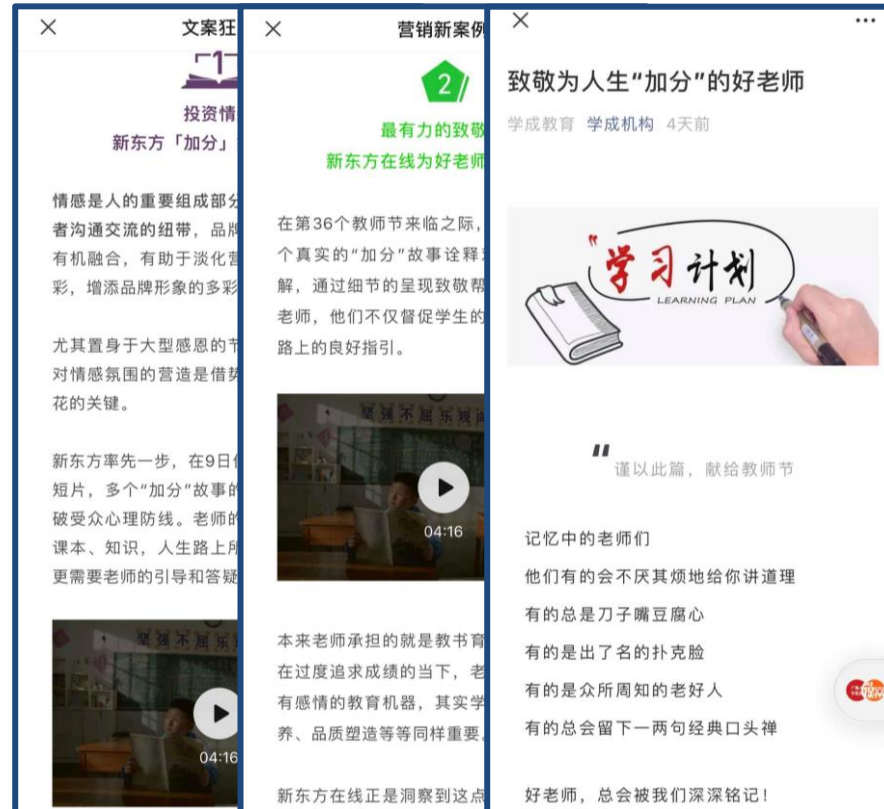 文案狂
1
投资情
新东方「加分」
情感是人的重要组成部分
者沟通交流的纽带，品牌
有机融合，有助于淡化营
彩，增添品牌形象的多彩
尤其置身于大型感恩的节
对情感氛围的营造是借势
花的关键。
新东方率先一步，在9日
短片，多个“加分”故事的
破受众心理防线。老师的
课本、知识，人生路上所
更需要老师的引导和答疑
坚强不屈乐
04:16
营销新案例
2
最有力的致敬
新东方在线为好老师
在第36个教师节来临之际，
个真实的“加分”故事诠释
解，通过细节的呈现致敬帮
老师，他们不仅督促学生的
路上的良好指引。
坚强不屈乐观向
04:16
本来老师承担的就是教书育
在过度追求成绩的当下，老
有感情的教育机器，其实学
养、品质塑造等等同样重要。
新东方在线正是洞察到这点
致敬为人生“加分”的好老师
学成教育 学成机构 4天前
学习计划
LEARNING PLAN
谨以此篇，献给教师节
记忆中的老师们
他们有的会不厌其烦地给你讲道理
有的总是刀子嘴豆腐心
有的是出了名的扑克脸
有的是众所周知的老好人
有的总会留下一两句经典口头禅
好老师，总会被我们深深铭记！